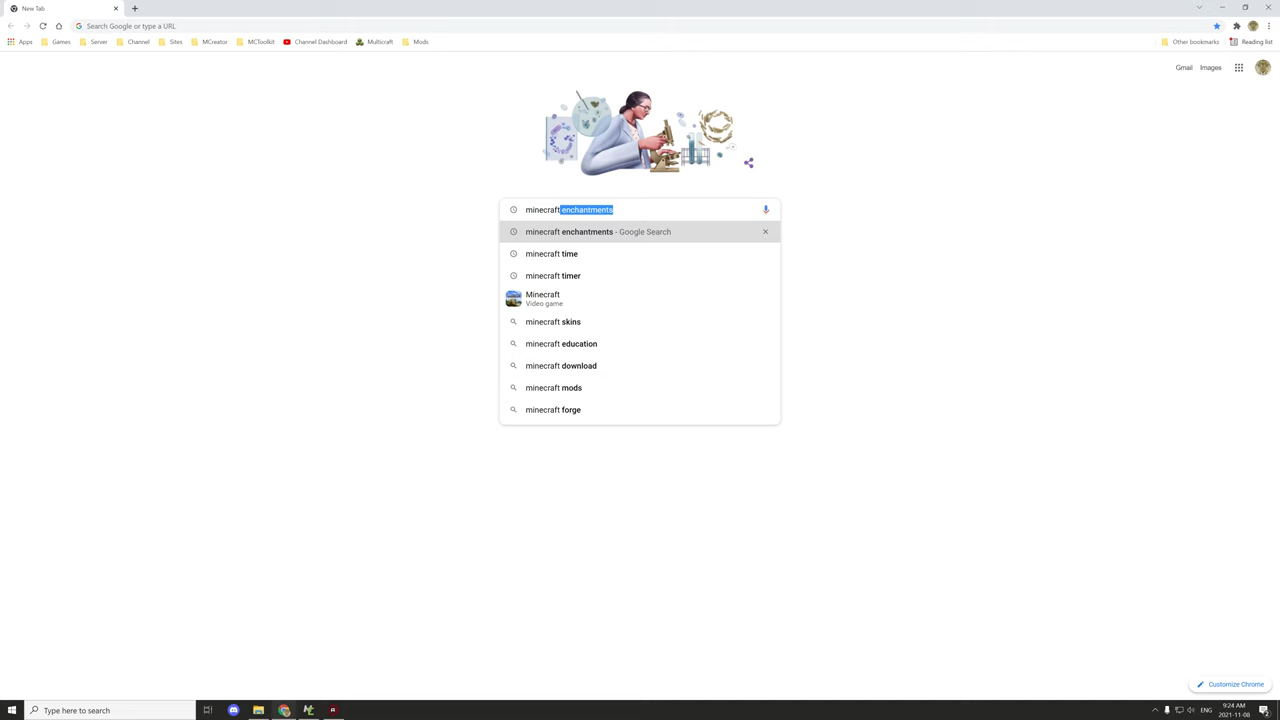 New Tab
Search Google or type a URL
Apps Games Server Channel Sites MCreator MCToolkit Channel Dashboard Multicraft Mods Other bookmarks Reading list
Gmail Images
minecraft enchantments
minecraft enchantments - Google Search
minecraft time
minecraft timer
Minecraft
Video game
minecraft skins
minecraft education
minecraft download
minecraft mods
minecraft forge
Customize Chrome
Type here to search
ENG
9:24 AM
2021-11-08